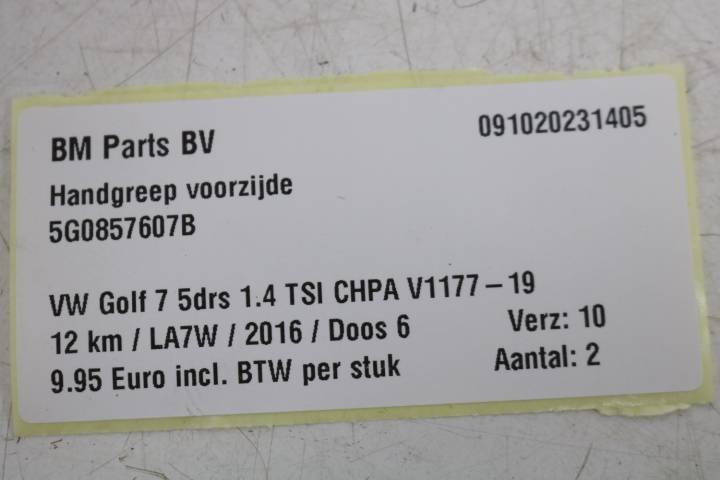 BM Parts BV
091020231405
Handgreep voorzijde
5G0857607B
VW Golf 7 5drs 1.4 TSI CHPA V1177-19
12 km / LA7W / 2016 / Doos 6
Verz: 10
9.95 Euro incl. BTW per stuk
Aantal: 2